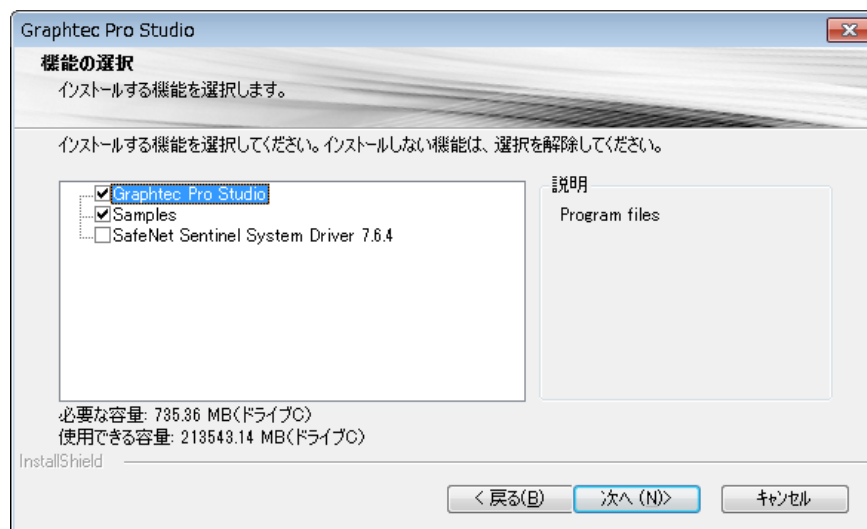 Graphtec Pro Studio
機能の選択
インストールする機能を選択します。
インストールする機能を選択してください。インストールしない機能は、選択を解除してください。
Graphtec Pro Studio
Samples
SafeNet Sentinel System Driver 7.6.4
説明
Program files
必要な容量: 735.36 MB(ドライブC)
使用できる容量: 213543.14 MB(ドライブC)
InstallShield
< 戻る(B)
次へ (N)>
キャンセル